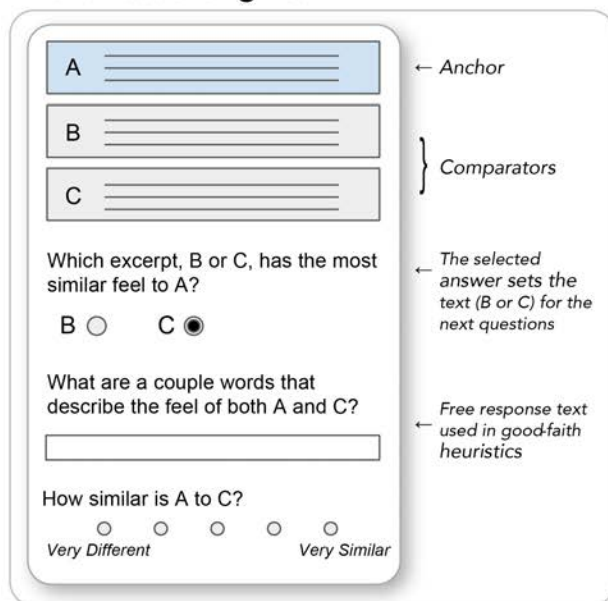 A
← Anchor
B
C
} Comparators
Which excerpt, B or C, has the most
similar feel to A?
B
C
← The selected
answer sets the
text (B or C) for the
next questions
What are a couple words that
describe the feel of both A and C?
← Free response text
used in good-faith
heuristics
How similar is A to C?
Very Different
Very Similar